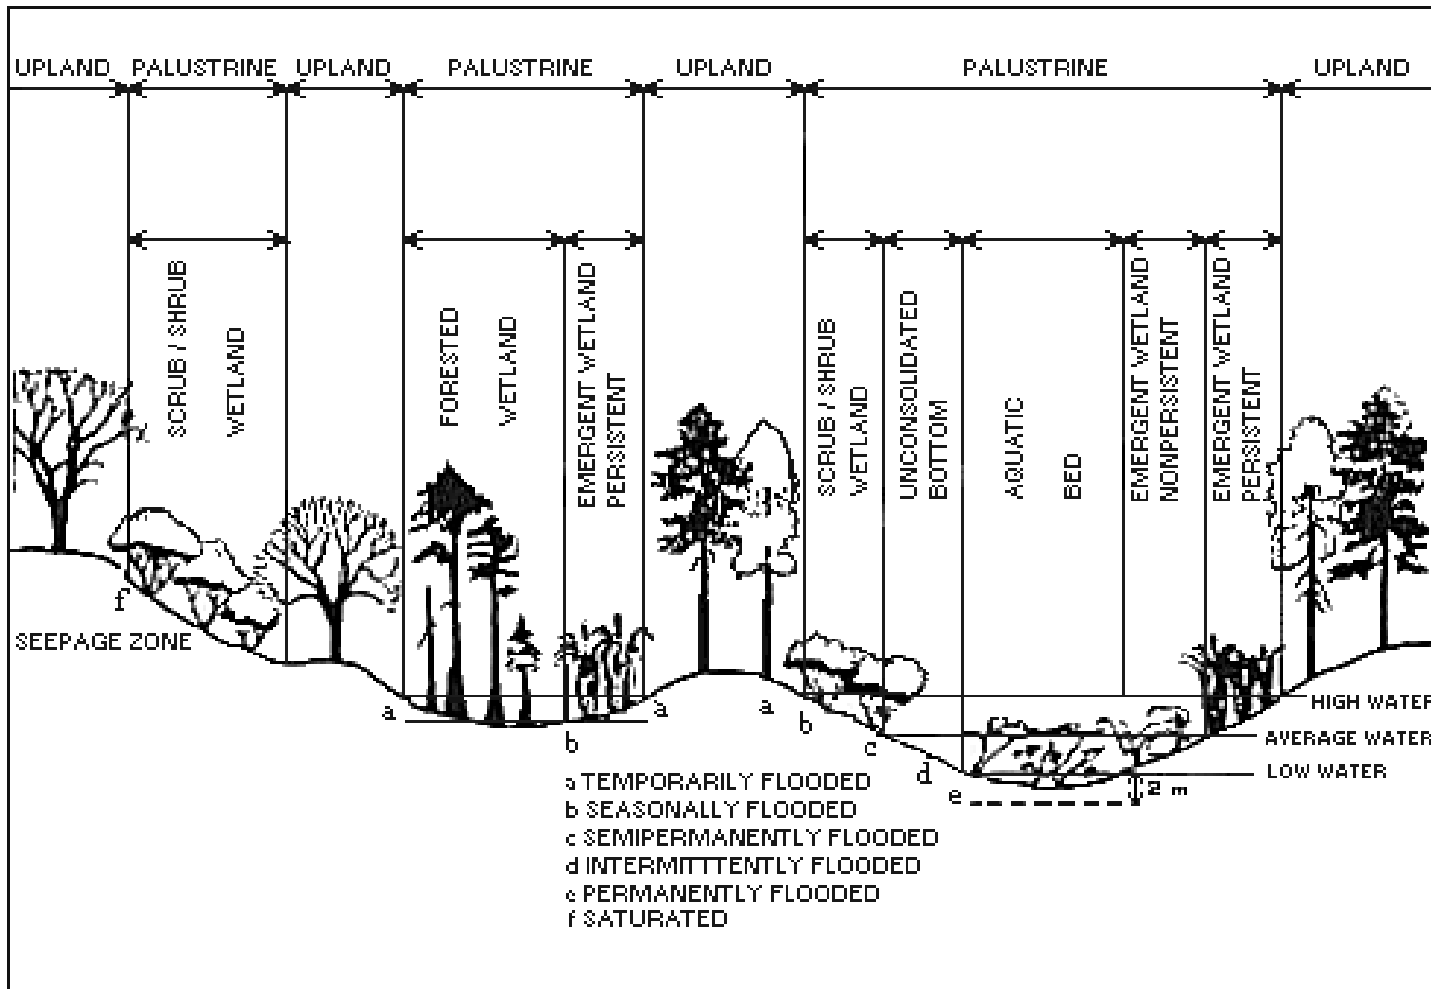 UPLAND PALUSTRINE UPLAND PALUSTRINE UPLAND PALUSTRINE UPLAND
SCRUB / SHRUB
WETLAND
FORESTED
WETLAND
EMERGENT WETLAND
PERSISTENT
SCRUB / SHRUB
WETLAND
UNCONSOLIDATED
BOTTOM
AQUATIC
BED
EMERGENT WETLAND
NONPERSISTENT
EMERGENT WETLAND
PERSISTENT
f
SEEPAGE ZONE
a
b
a
a
b
c
d
e
HIGH WATER
AVERAGE WATER
LOW WATER
2 m
a TEMPORARILY FLOODED
b SEASONALLY FLOODED
c SEMIPERMANENTLY FLOODED
d INTERMITTTENTLY FLOODED
e PERMANENTLY FLOODED
f SATURATED